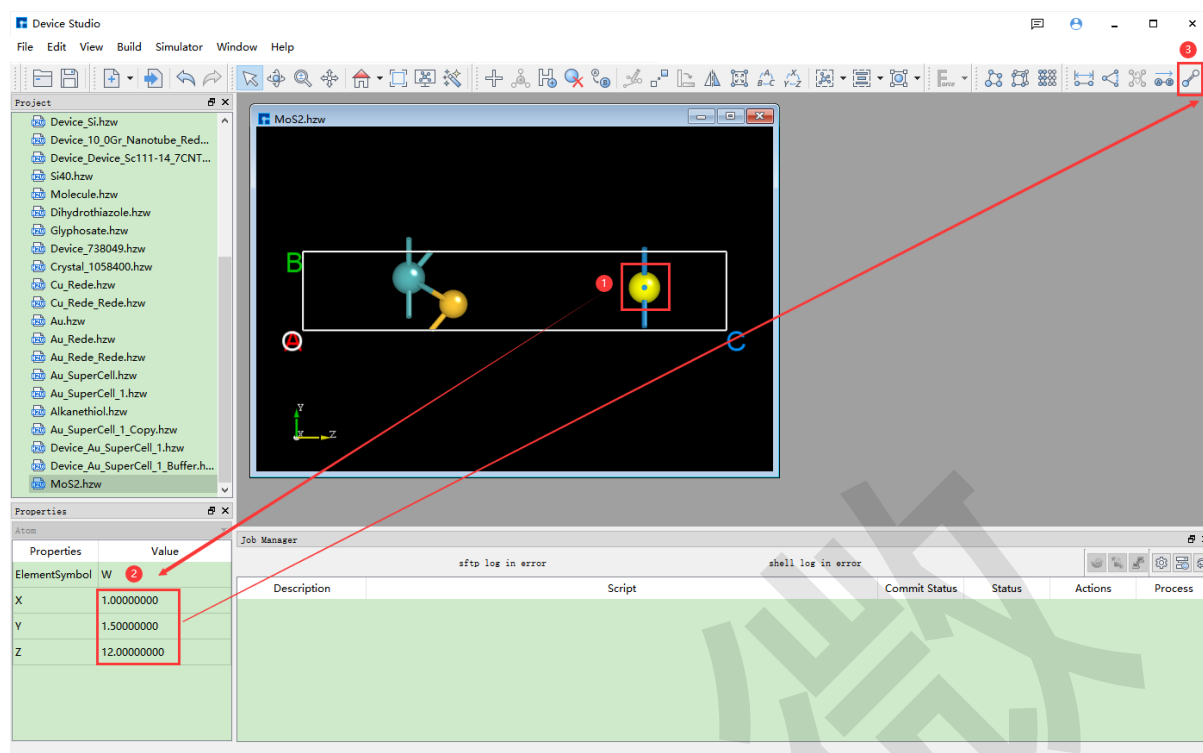 Device Studio
File Edit View Build Simulator Window Help
3
Project
Device_Si.hzw
Device_10_0Gr_Nanotube_Red...
Device_Device_Sc111-14_7CNT...
Si40.hzw
Molecule.hzw
Dihydrothiazole.hzw
Glyphosate.hzw
Device_738049.hzw
Crystal_1058400.hzw
Cu_Rede.hzw
Cu_Rede_Rede.hzw
Au.hzw
Au_Rede.hzw
Au_Rede_Rede.hzw
Au_SuperCell.hzw
Au_SuperCell_1.hzw
Alkanethiol.hzw
Au_SuperCell_1_Copy.hzw
Device_Au_SuperCell_1.hzw
Device_Au_SuperCell_1_Buffer.h...
MoS2.hzw
MoS2.hzw
B
1
A
C
Y
X Z
Properties
Atom
Properties Value
ElementSymbol W 2
X 1.00000000
Y 1.50000000
Z 12.00000000
Job Manager
sftp log in error shell log in error
Description Script Commit Status Status Actions Process